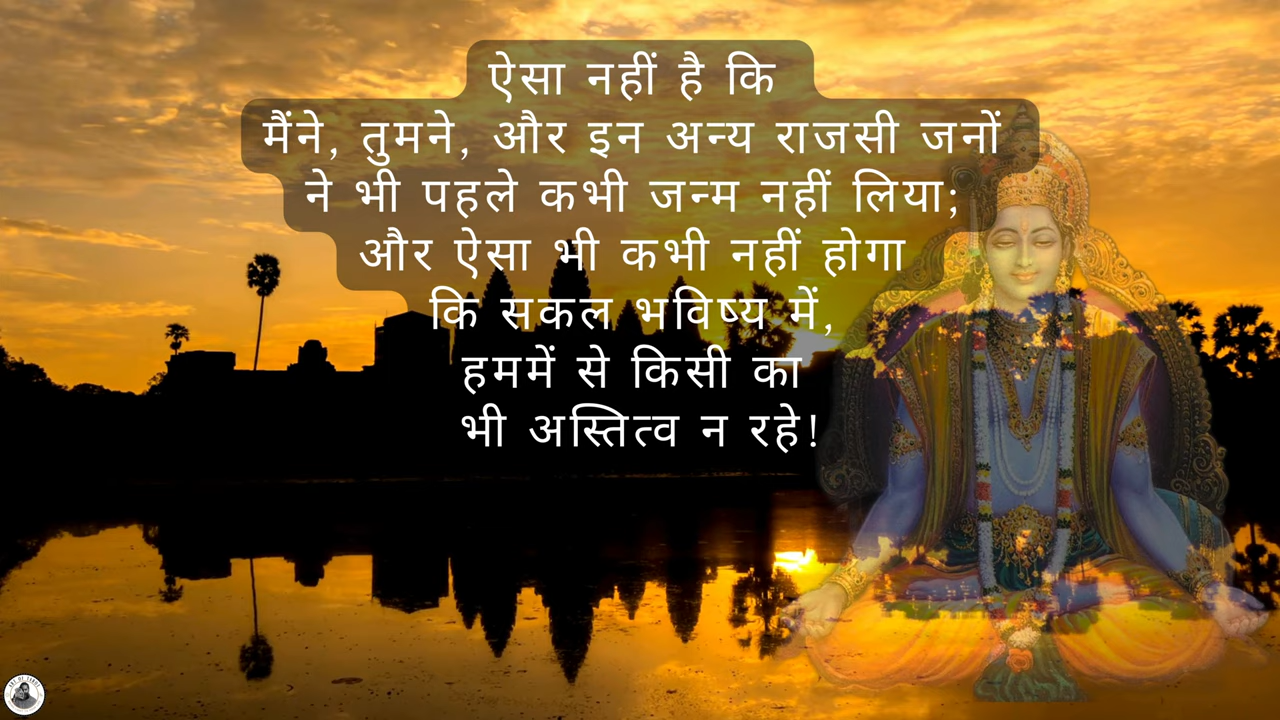 ऐसा नहीं है कि
मैंने, तुमने, और इन अन्य राजसी जनों
ने भी पहले कभी जन्म नहीं लिया;
और ऐसा भी कभी नहीं होगा
कि सकल भविष्य में,
हममें से किसी का
भी अस्तित्व न रहे!